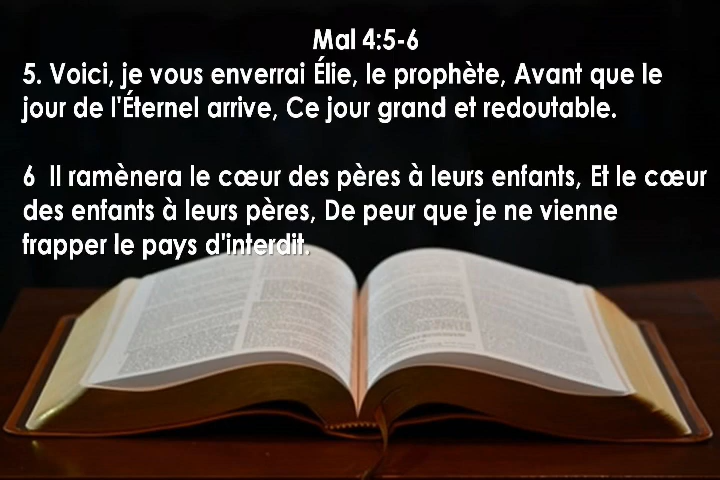 Mal 4:5-6
5. Voici, je vous enverrai Élie, le prophète, Avant que le
jour de l'Éternel arrive, Ce jour grand et redoutable.
6 Il ramènera le cœur des pères à leurs enfants, Et le cœur
des enfants à leurs pères, De peur que je ne vienne
frapper le pays d'interdit.